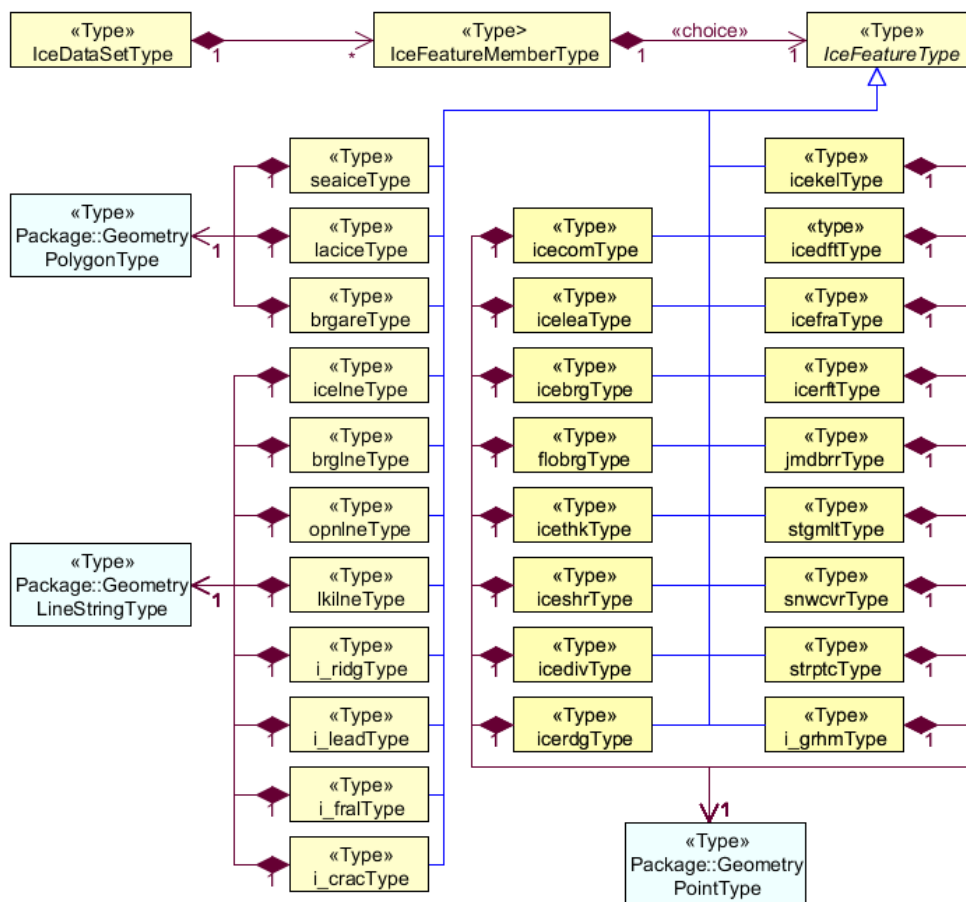 «Type»
IceDataSetType
1
*
«Type>
IceFeatureMemberType
1
«choice»
1
«Type»
IceFeatureType
«Type»
Package::Geometry
PolygonType
1
«Type»
seaiceType
1
«Type»
laciceType
1
«Type»
brgareType
1
«Type»
Package::Geometry
LineStringType
1
«Type»
icelneType
1
«Type»
brglneType
1
«Type»
opnlneType
1
«Type»
lkilneType
1
«Type»
i_ridgType
1
«Type»
i_leadType
1
«Type»
i_fralType
1
«Type»
i_cracType
1
«Type»
icecomType
1
«Type»
iceleaType
1
«Type»
icebrgType
1
«Type»
flobrgType
1
«Type»
icethkType
1
«Type»
iceshrType
1
«Type»
icedivType
1
«Type»
icerdgType
1
«Type»
icekelType
1
«type»
icedftType
1
«Type»
icefraType
1
«Type»
icerftType
1
«Type»
jmdbrrType
1
«Type»
stgmltType
1
«Type»
snwcvrType
1
«Type»
strptcType
1
«Type»
i_grhmType
1
1
«Type»
Package::Geometry
PointType